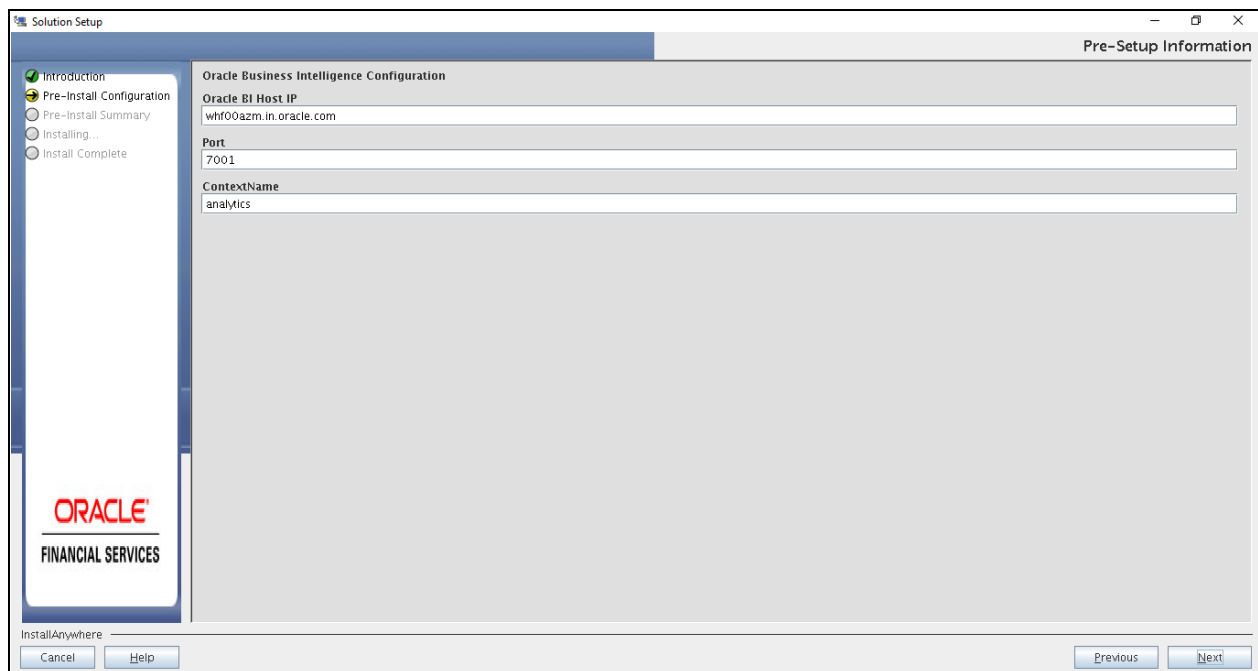 Solution Setup
Pre-Setup Information
Introduction
Pre-Install Configuration
Pre-Install Summary
Installing...
Install Complete
Oracle Business Intelligence Configuration
Oracle BI Host IP
whf00azm.in.oracle.com
Port
7001
ContextName
analytics
ORACLE®
FINANCIAL SERVICES
InstallAnywhere
Cancel Help Previous Next